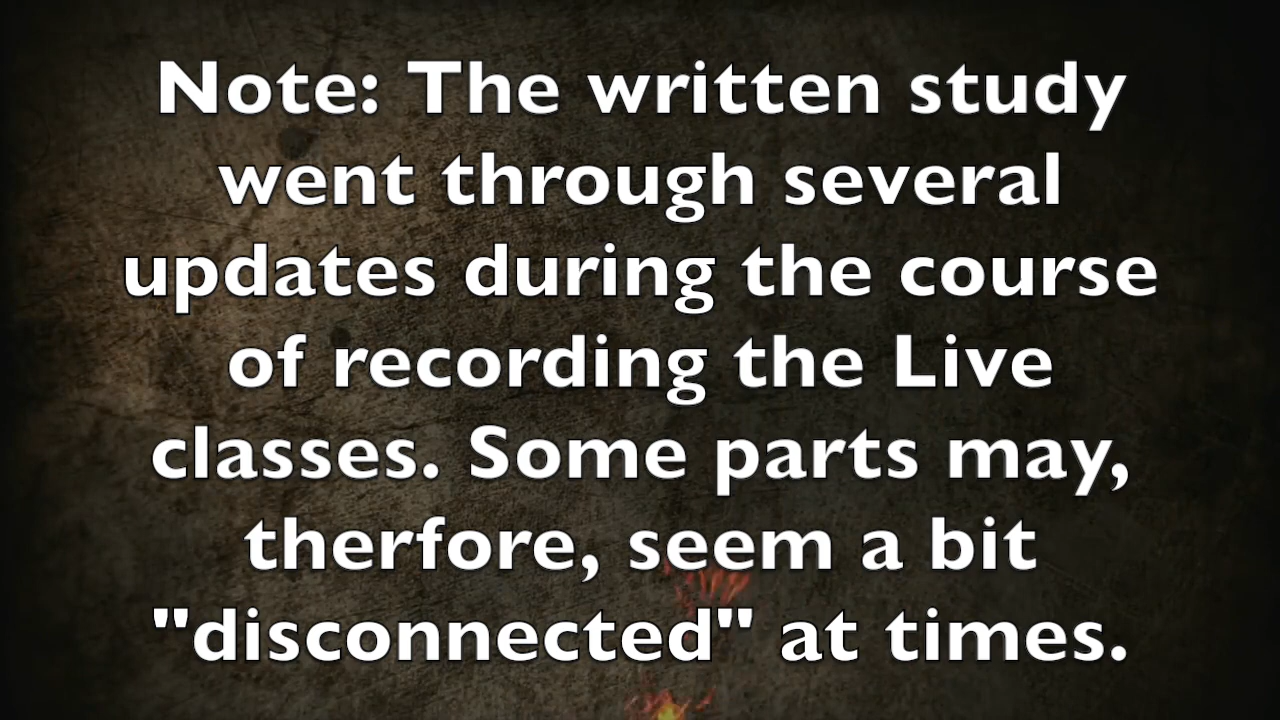 Note: The written study
went through several
updates during the course
of recording the Live
classes. Some parts may,
therfore, seem a bit
"disconnected" at times.